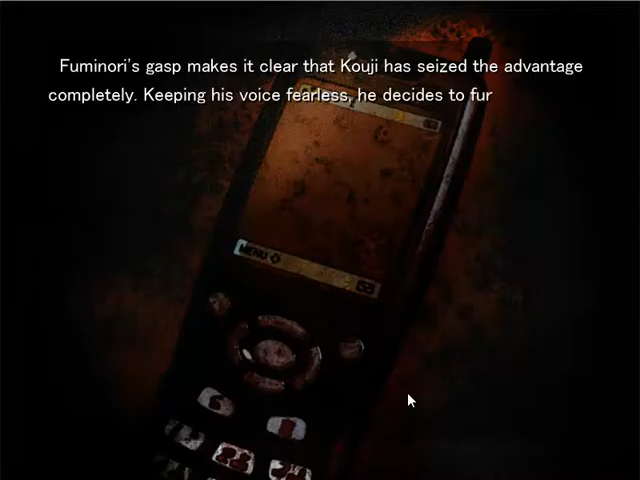 Fuminori's gasp makes it clear that Kouji has seized the advantage
completely. Keeping his voice fearless, he decides to fur
MENU